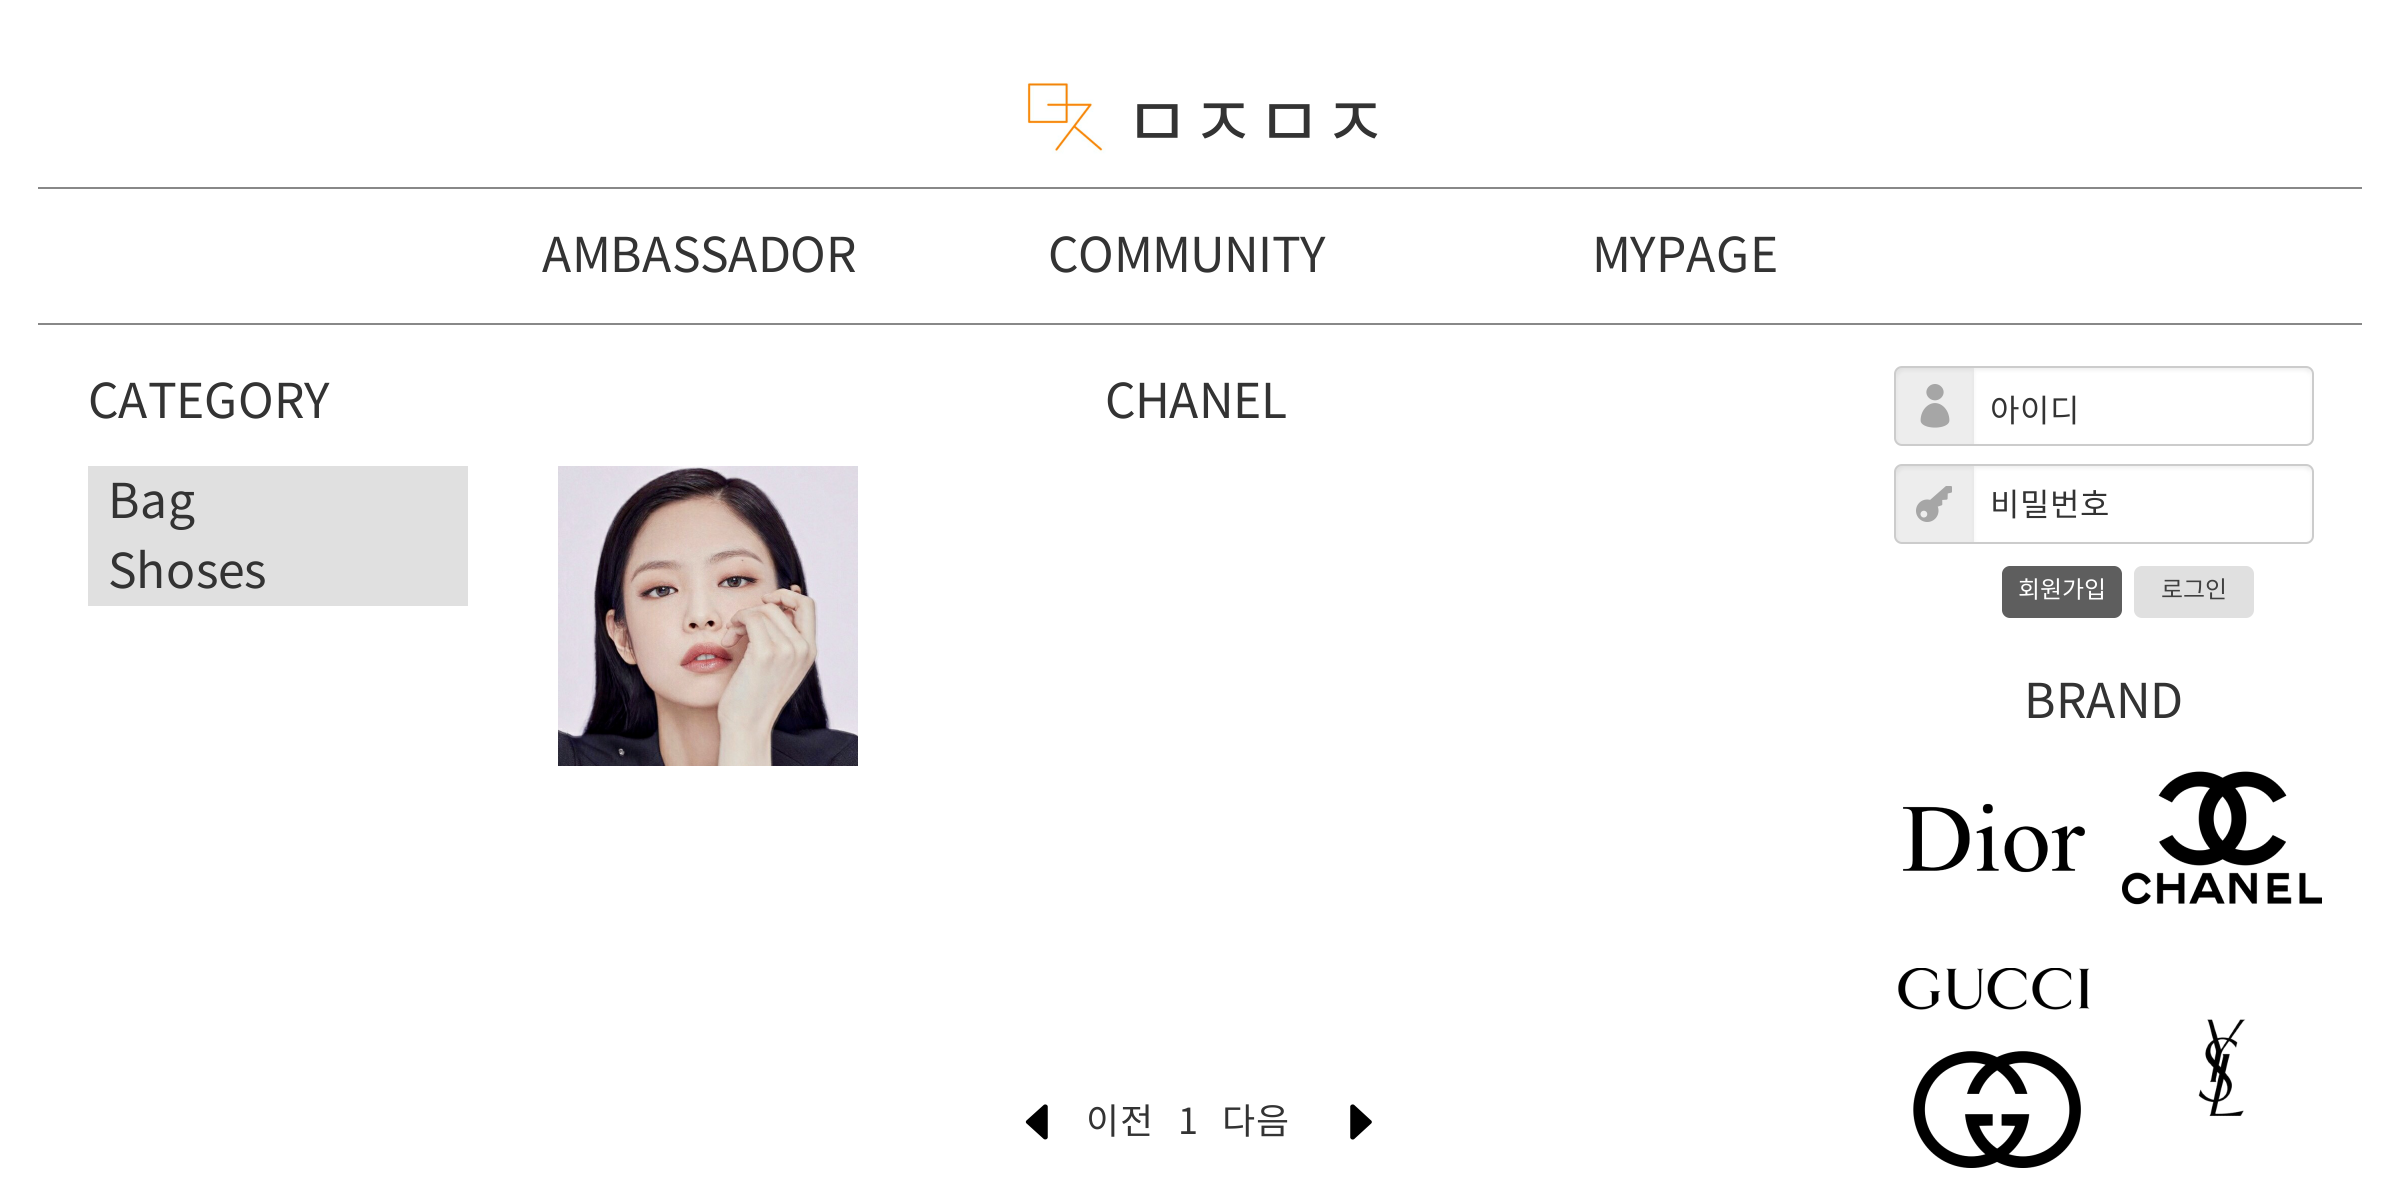 ㅁㅈㅁㅈ
AMBASSADOR COMMUNITY MYPAGE
CATEGORY
Bag
Shoses
CHANEL
아이디
비밀번호
회원가입 로그인
BRAND
Dior
CHANEL
GUCCI
YSL
이전 1 다음